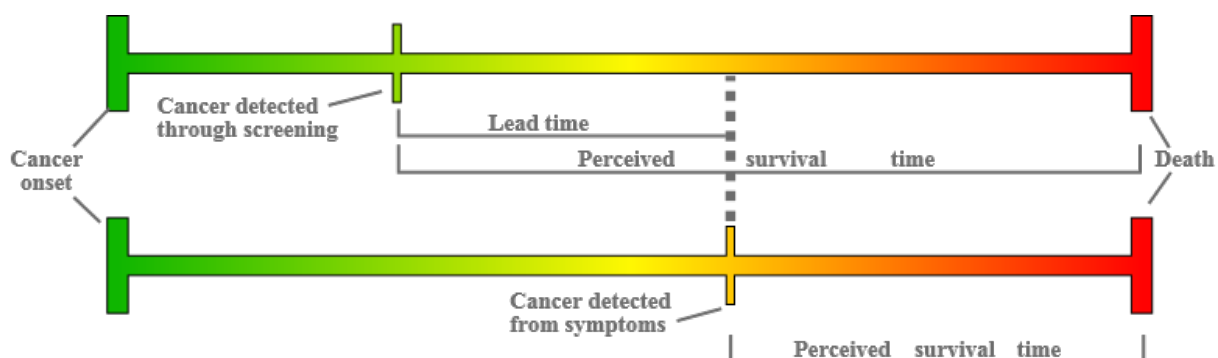 Cancer detected
through screening
Lead time
Perceived survival time
Cancer
onset
Death
Cancer detected
from symptoms
Perceived survival time